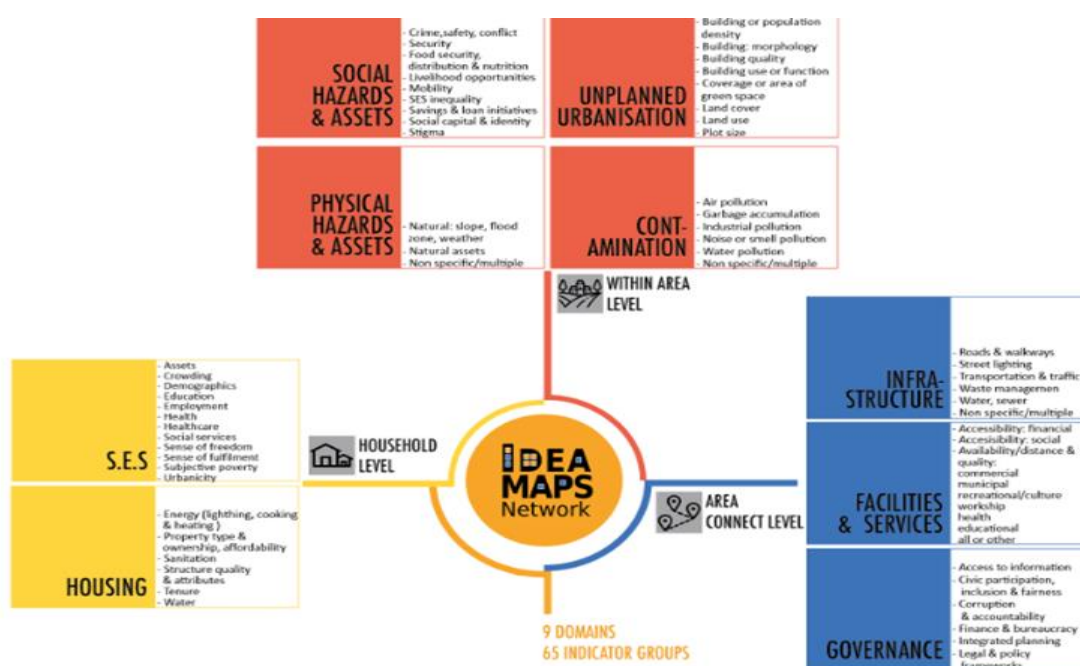 SOCIAL
HAZARDS
& ASSETS
- Crime,safety, conflict
- Security
- Food security,
distribution & nutrition
- Livelihood opportunities
- Mobility
- SES inequality
- Savings & loan initiatives
- Social capital & identity
- Stigma
UNPLANNED
URBANISATION
- Building or population
density
- Building: morphology
- Building quality
- Building use or function
- Coverage or area of
green space
- Land cover
- Land use
- Plot size
PHYSICAL
HAZARDS
& ASSETS
- Natural: slope, flood
zone, weather
- Natural assets
- Non specific/multiple
CONT-
AMINATION
- Air pollution
- Garbage accumulation
- Industrial pollution
- Noise or smell pollution
- Water pollution
- Non specific/multiple
WITHIN AREA
LEVEL
INFRA-
STRUCTURE
- Roads & walkways
- Street lighting
- Transportation & traffic
- Waste managemen
- Water, sewer
- Non specific/multiple
S.E.S
- Assets
- Crowding
- Demographics
- Education
- Employment
- Health
- Healthcare
- Social services
- Sense of freedom
- Sense of fulfilment
- Subjective poverty
- Urbanicity
HOUSEHOLD
LEVEL
IDEA
MAPS
Network
AREA
CONNECT LEVEL
FACILITIES
& SERVICES
- Accessibility: financial
- Accesisibility: social
- Availability/distance &
quality:
commercial
municipal
recreational/culture
workship
health
educational
all or other
HOUSING
- Energy (lighthing, cooking
& heating )
- Property type &
ownership, affordability
- Sanitation
- Structure quality
& attributes
- Tenure
- Water
GOVERNANCE
- Access to information
- Civic participation,
inclusion & fairness
- Corruption
& accountability
- Finance & bureaucracy
- Integrated planning
- Legal & policy
9 DOMAINS
65 INDICATOR GROUPS